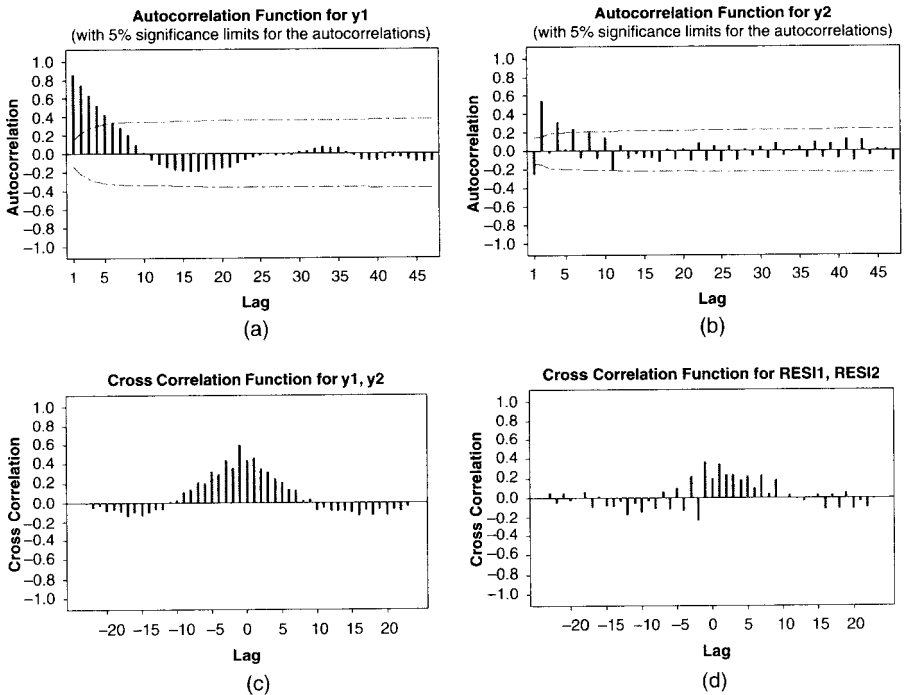 Autocorrelation Function for y1
(with 5% significance limits for the autocorrelations)
Autocorrelation
1.0
0.8
0.6
0.4
0.2
0.0
−0.2
−0.4
−0.6
−0.8
−1.0
1 5 10 15 20 25 30 35 40 45
Lag
(a)
Autocorrelation Function for y2
(with 5% significance limits for the autocorrelations)
Autocorrelation
1.0
0.8
0.6
0.4
0.2
0.0
−0.2
−0.4
−0.6
−0.8
−1.0
1 5 10 15 20 25 30 35 40 45
Lag
(b)
Cross Correlation Function for y1, y2
Cross Correlation
1.0
0.8
0.6
0.4
0.2
0.0
−0.2
−0.4
−0.6
−0.8
−1.0
−20 −15 −10 −5 0 5 10 15 20
Lag
(c)
Cross Correlation Function for RESI1, RESI2
Cross Correlation
1.0
0.8
0.6
0.4
0.2
0.0
−0.2
−0.4
−0.6
−0.8
−1.0
−20 −15 −10 −5 0 5 10 15 20
Lag
(d)